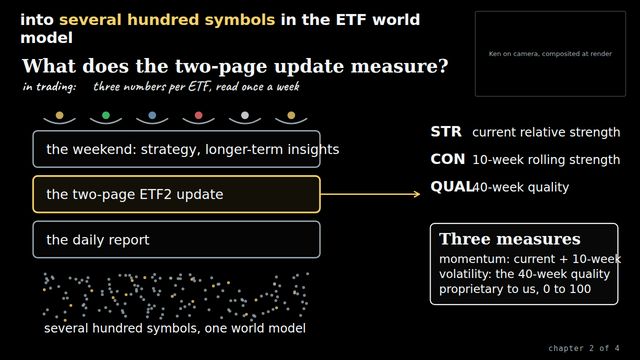 into several hundred symbols in the ETF world
model
Ken on camera, composited at render
What does the two-page update measure?
in trading: three numbers per ETF, read once a week
the weekend: strategy, longer-term insights
the two-page ETF2 update
the daily report
several hundred symbols, one world model
STR current relative strength
CON 10-week rolling strength
QUAL 40-week quality
Three measures
momentum: current + 10-week
volatility: the 40-week quality
proprietary to us, 0 to 100
chapter 2 of 4